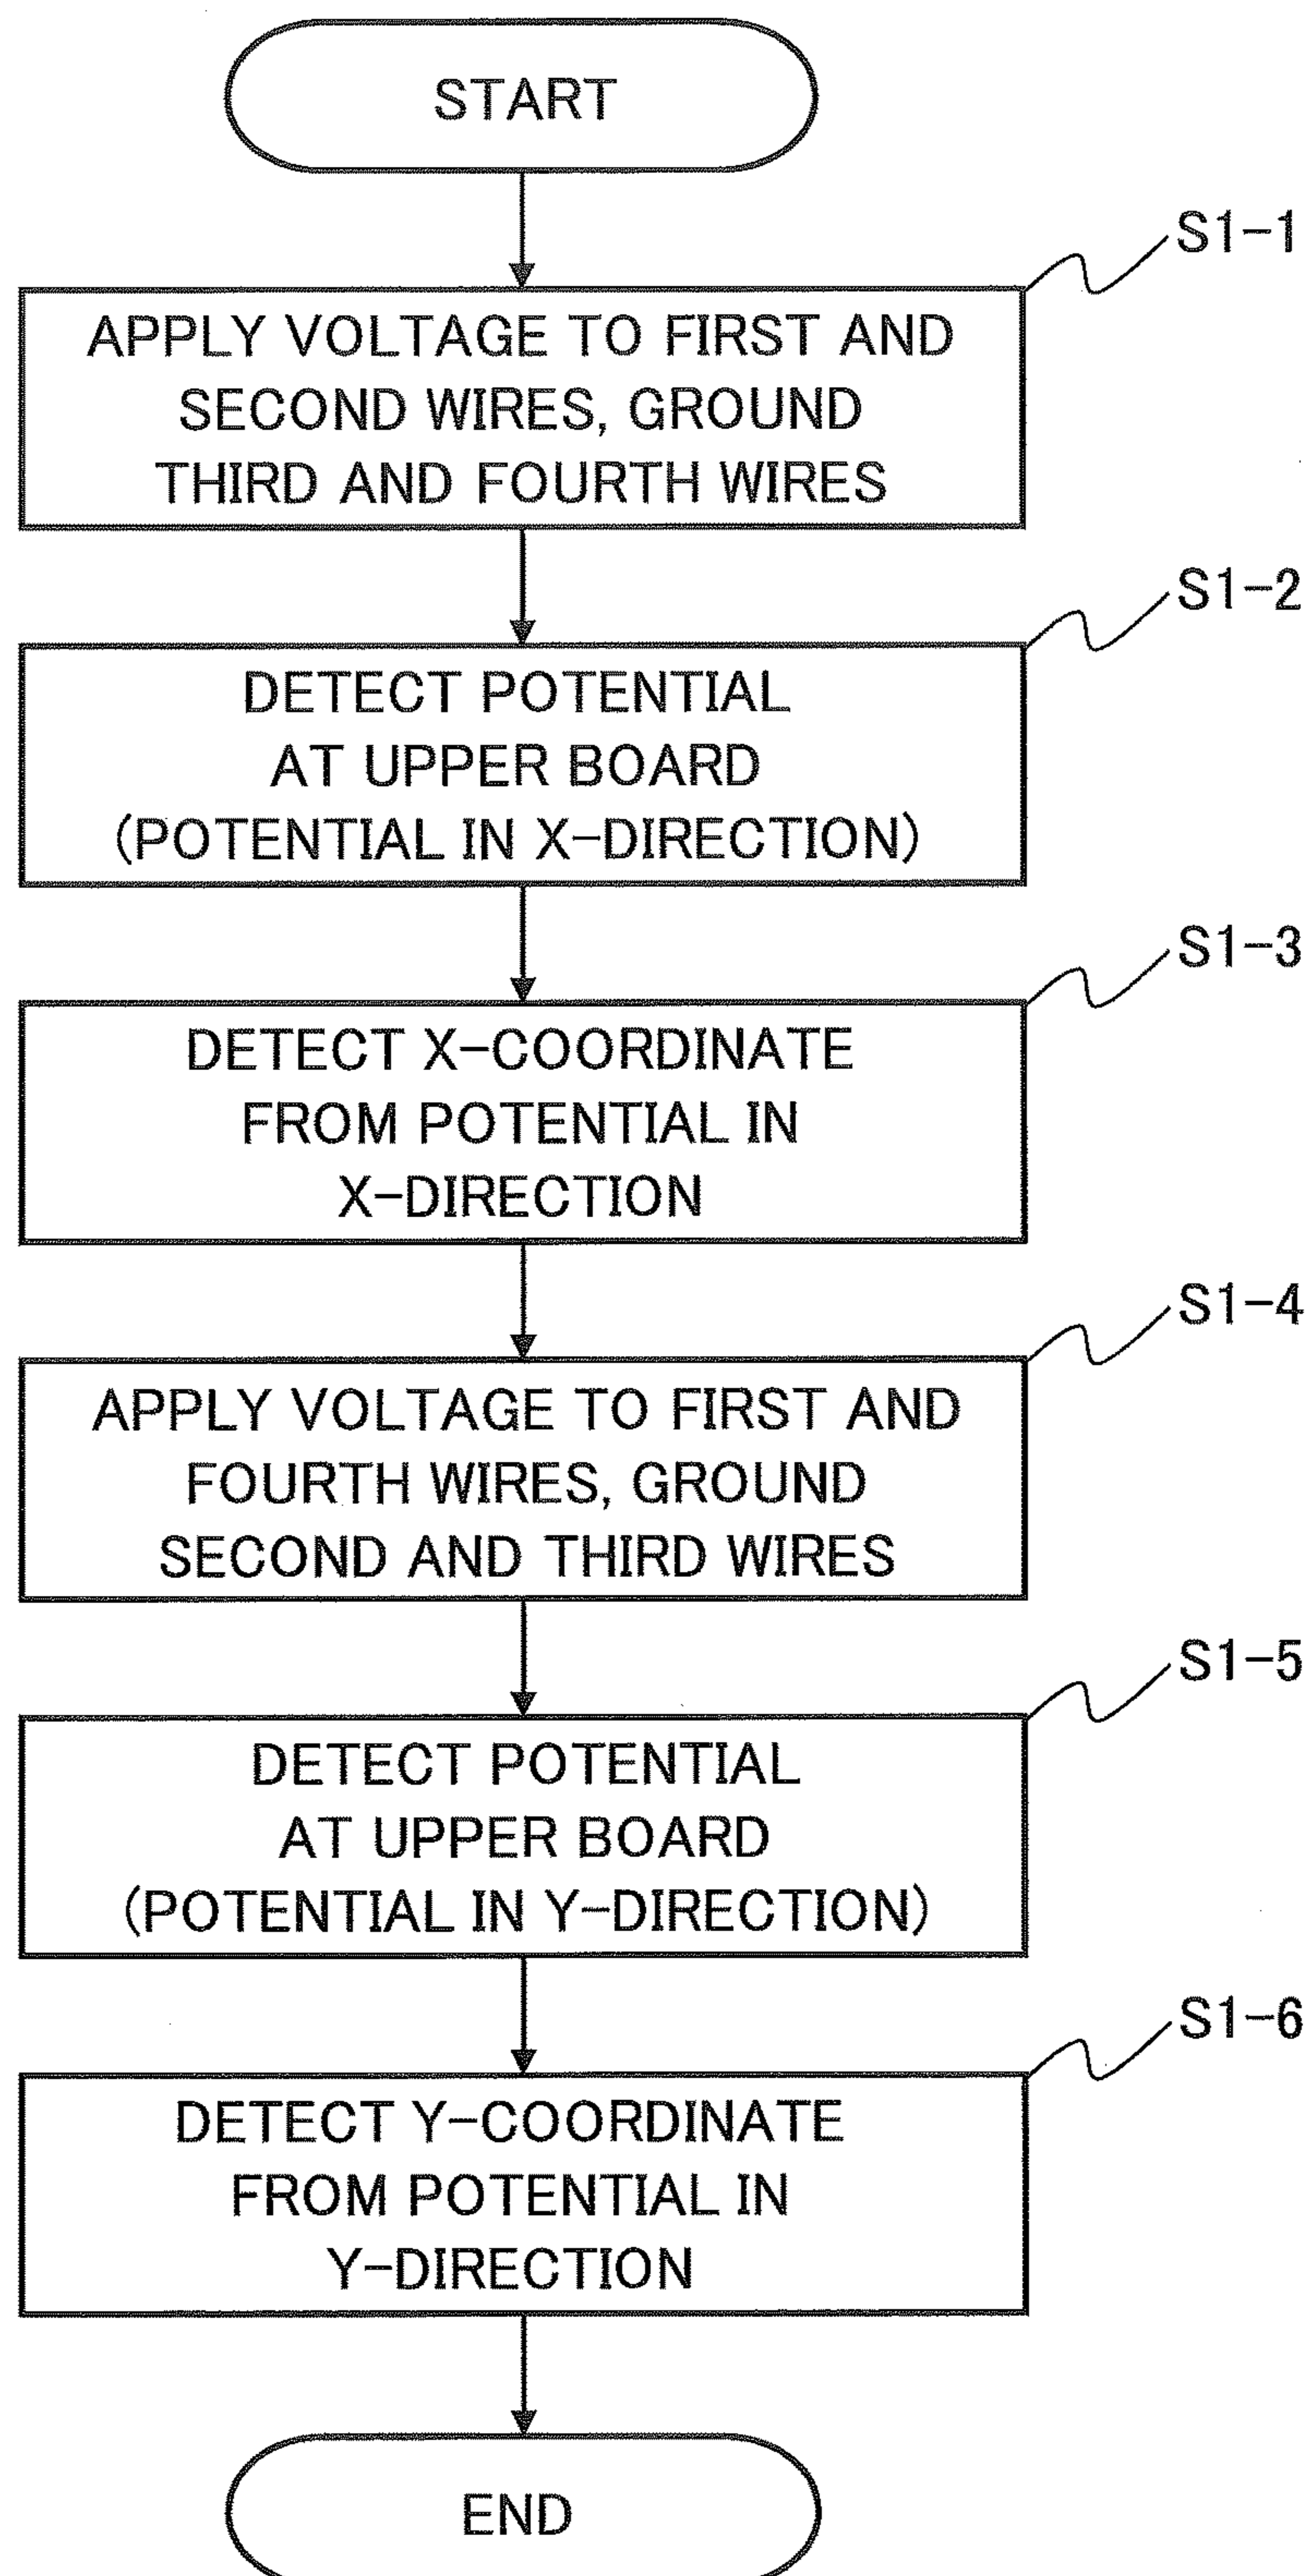 START
S1-1
APPLY VOLTAGE TO FIRST AND
SECOND WIRES, GROUND
THIRD AND FOURTH WIRES
S1-2
DETECT POTENTIAL
AT UPPER BOARD
(POTENTIAL IN X-DIRECTION)
S1-3
DETECT X-COORDINATE
FROM POTENTIAL IN
X-DIRECTION
S1-4
APPLY VOLTAGE TO FIRST AND
FOURTH WIRES, GROUND
SECOND AND THIRD WIRES
S1-5
DETECT POTENTIAL
AT UPPER BOARD
(POTENTIAL IN Y-DIRECTION)
S1-6
DETECT Y-COORDINATE
FROM POTENTIAL IN
Y-DIRECTION
END